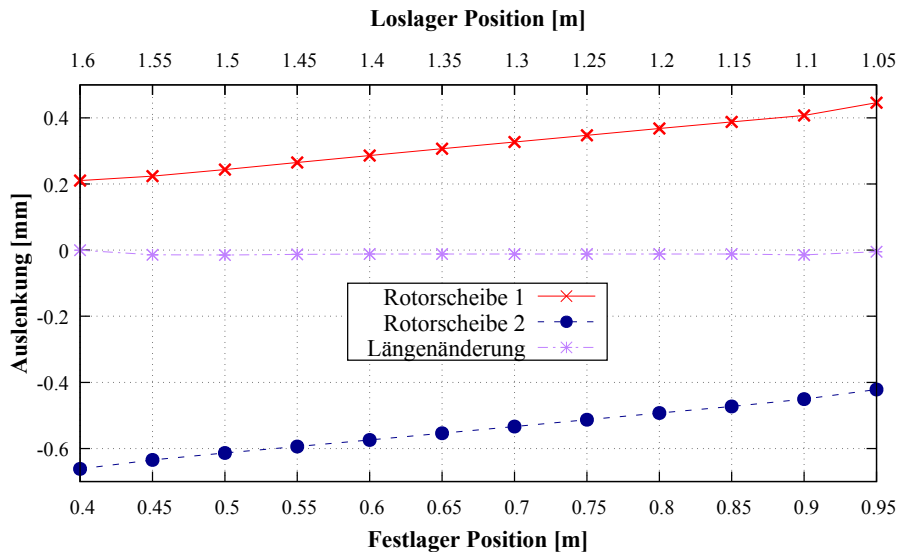 Loslager Position [m]
1.6 1.55 1.5 1.45 1.4 1.35 1.3 1.25 1.2 1.15 1.1 1.05
Auslenkung [mm]
0.4
0.2
0
-0.2
-0.4
-0.6
Rotorscheibe 1
Rotorscheibe 2
Längenänderung
0.4 0.45 0.5 0.55 0.6 0.65 0.7 0.75 0.8 0.85 0.9 0.95
Festlager Position [m]